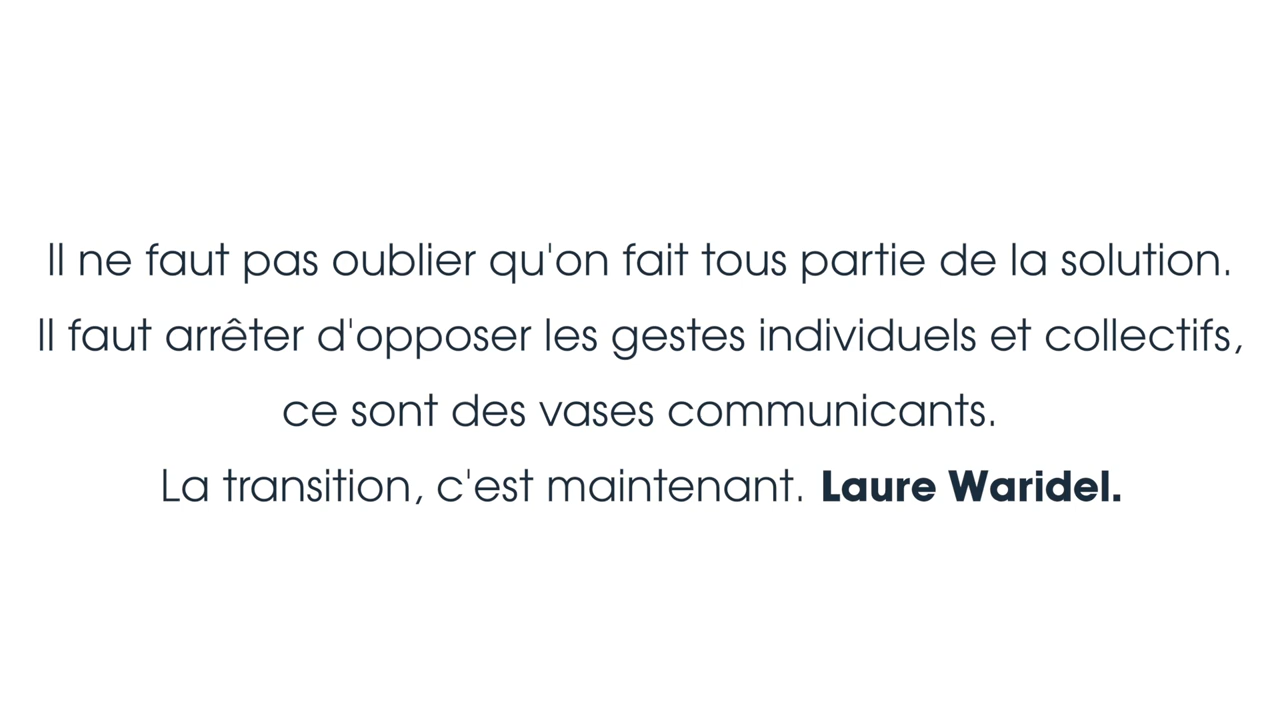 Il ne faut pas oublier qu'on fait tous partie de la solution.
Il faut arrêter d'opposer les gestes individuels et collectifs,
ce sont des vases communicants.
La transition, c'est maintenant. Laure Waridel.